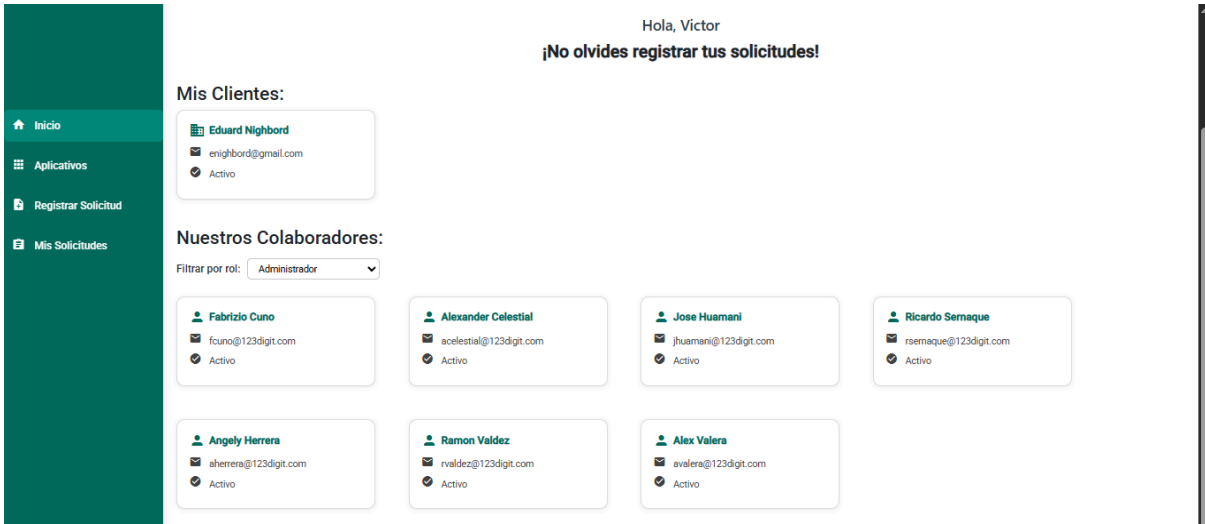 Hola, Victor
¡No olvides registrar tus solicitudes!
Inicio
Aplicativos
Registrar Solicitud
Mis Solicitudes
Mis Clientes:
Eduard Nighbord
enighbord@gmail.com
Activo
Nuestros Colaboradores:
Filtrar por rol: Administrador
Fabrizio Cuno
fcuno@123digit.com
Activo
Alexander Celestial
acelestial@123digit.com
Activo
Jose Huamani
jhuamani@123digit.com
Activo
Ricardo Sernaque
rsernaque@123digit.com
Activo
Angely Herrera
aherrera@123digit.com
Activo
Ramon Valdez
rvaldez@123digit.com
Activo
Alex Valera
avalera@123digit.com
Activo